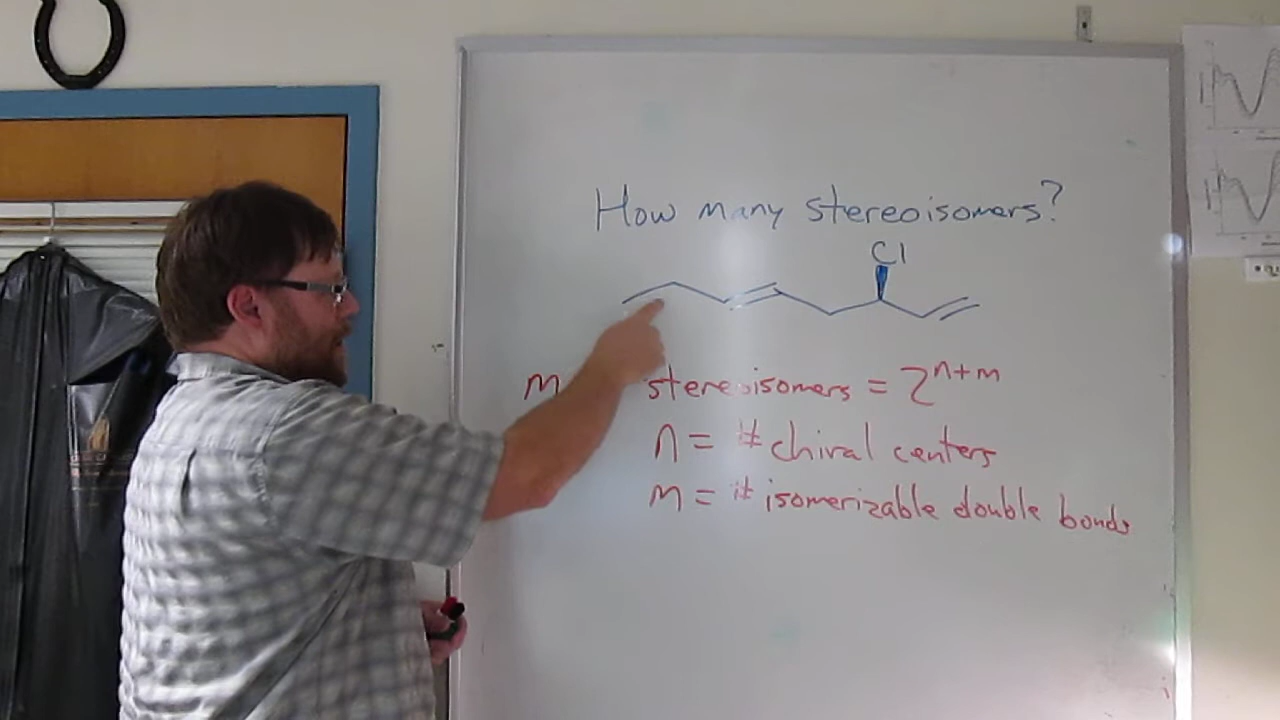 How many stereoisomers?
Cl
m stereoisomers = 2^n+m
n = # chiral centers
m = # isomerizable double bonds